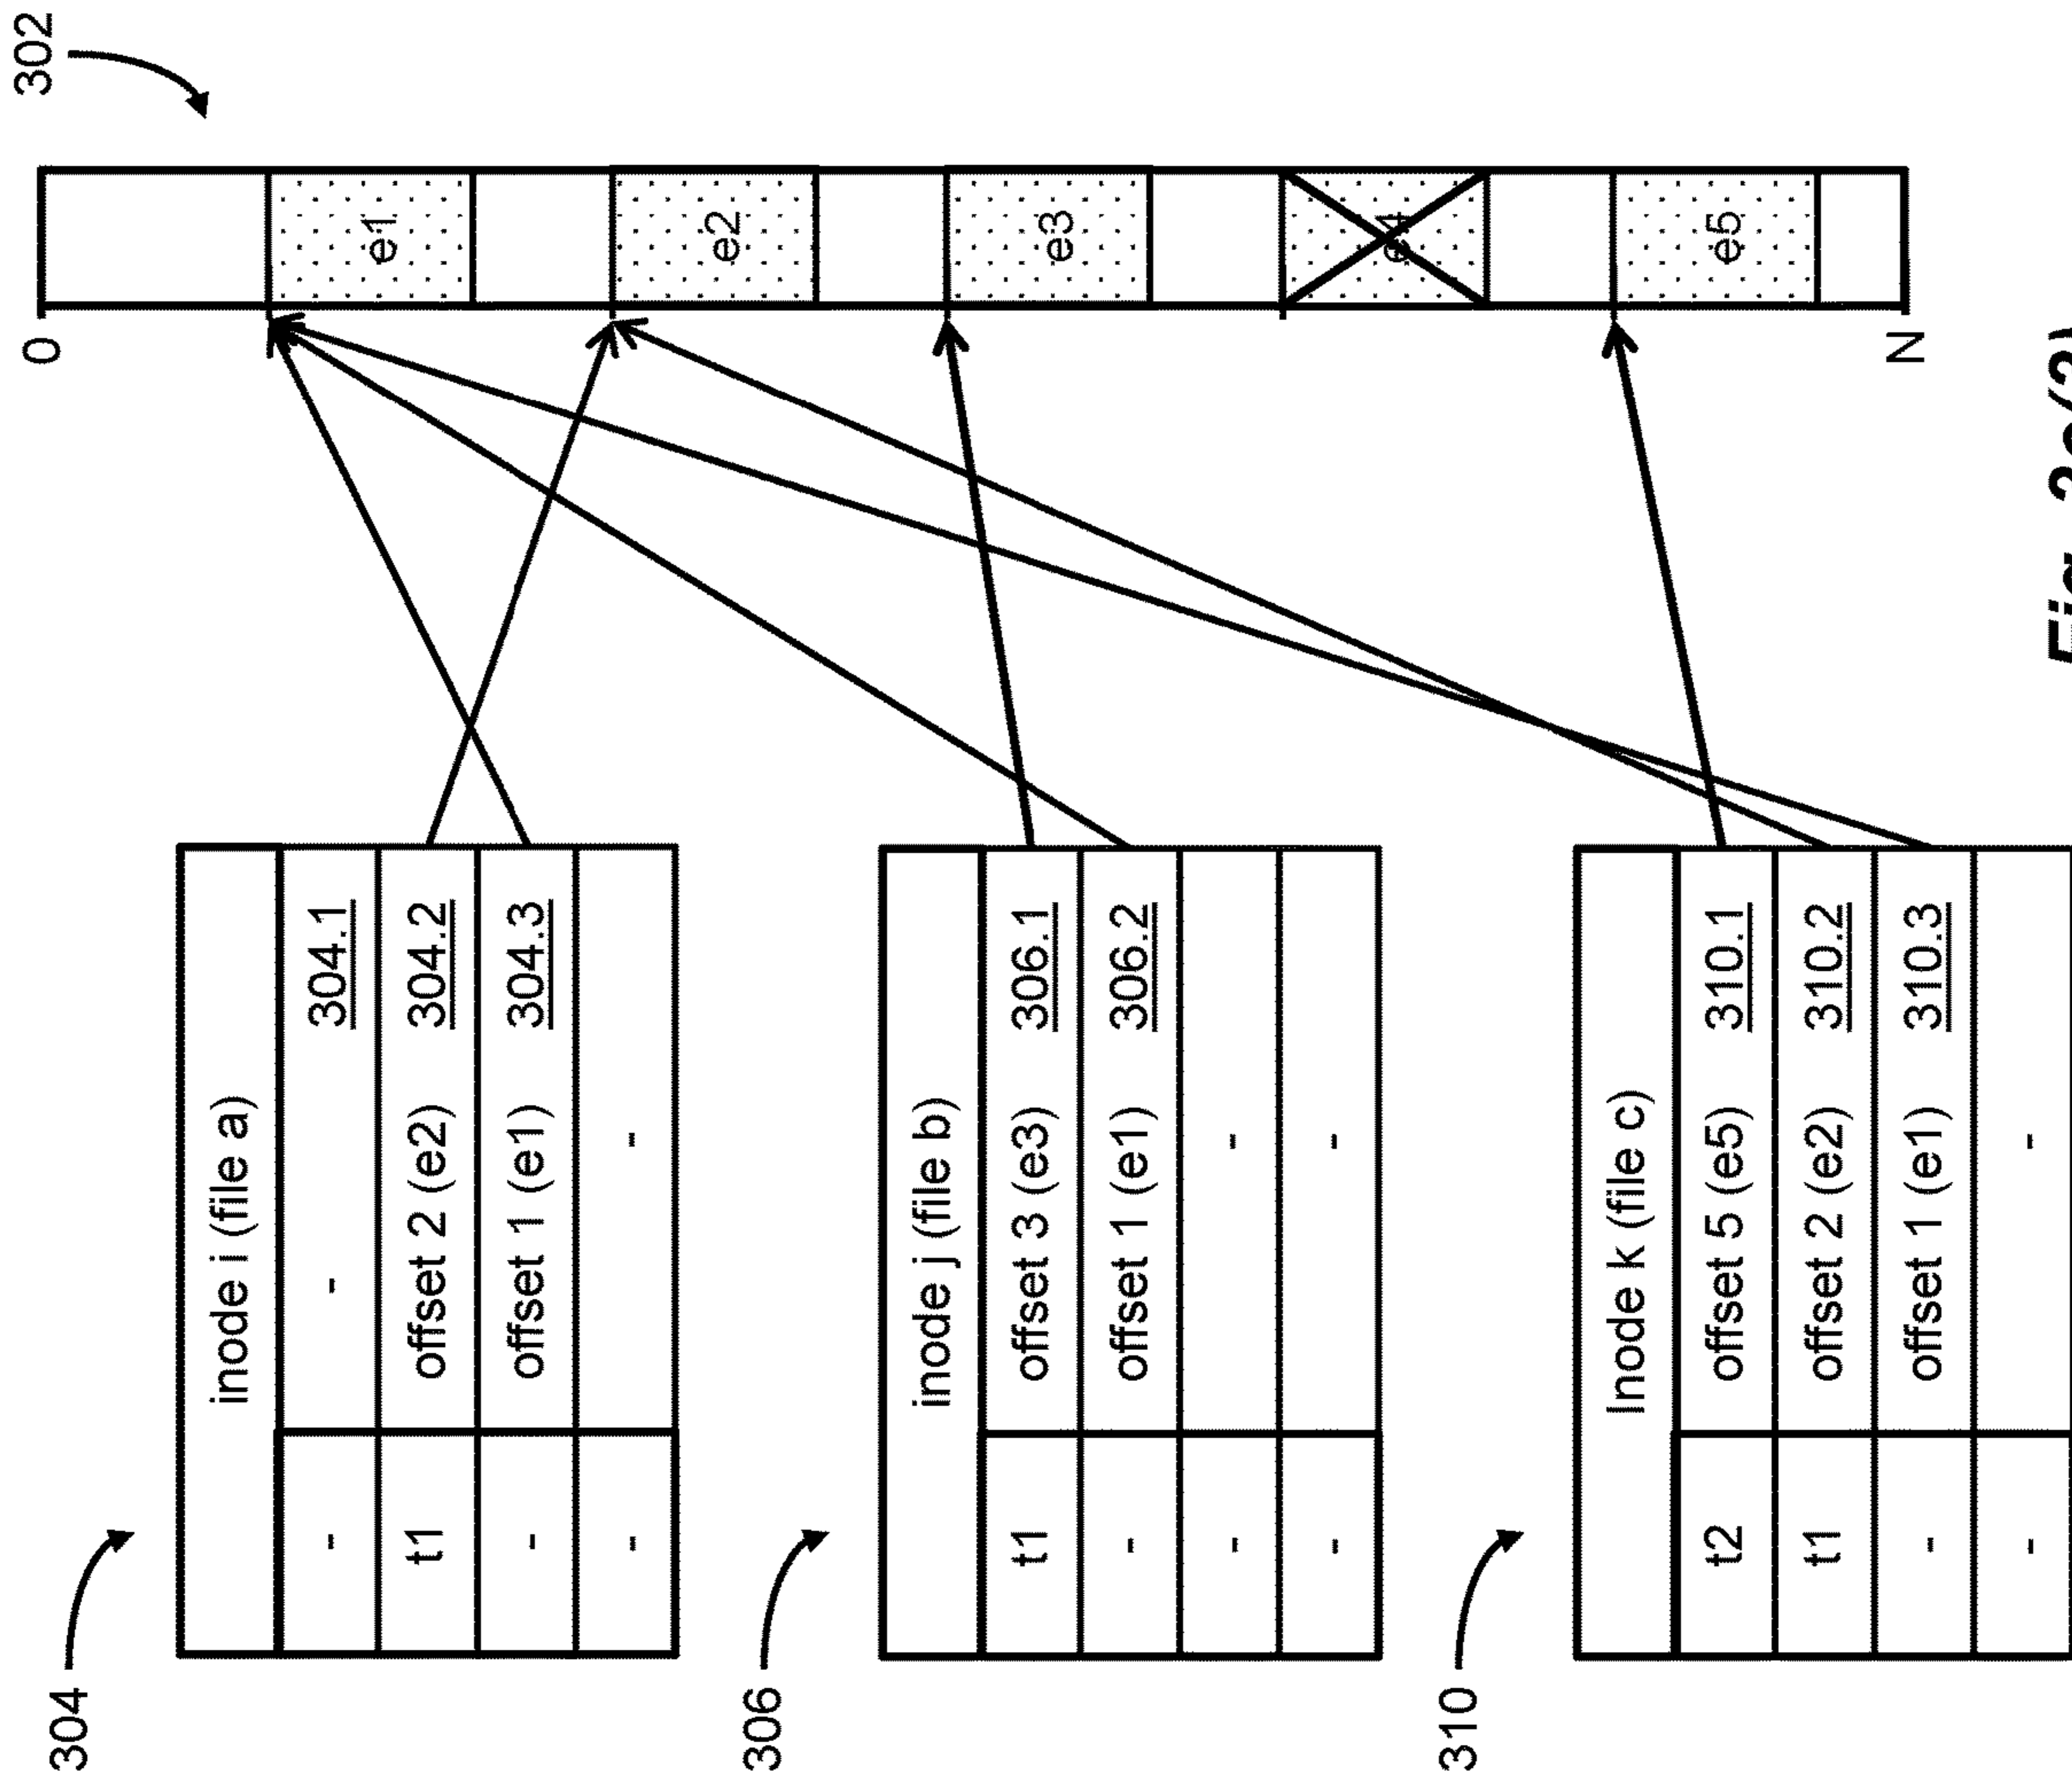 302
0
e1
e2
e3
e4
e5
N
304
inode i (file a)
- - 304.1
t1 offset 2 (e2) 304.2
- offset 1 (e1) 304.3
- -
306
inode j (file b)
t1 offset 3 (e3) 306.1
- offset 1 (e1) 306.2
- -
- -
310
Inode k (file c)
t2 offset 5 (e5) 310.1
t1 offset 2 (e2) 310.2
- offset 1 (e1) 310.3
- -
Fig.